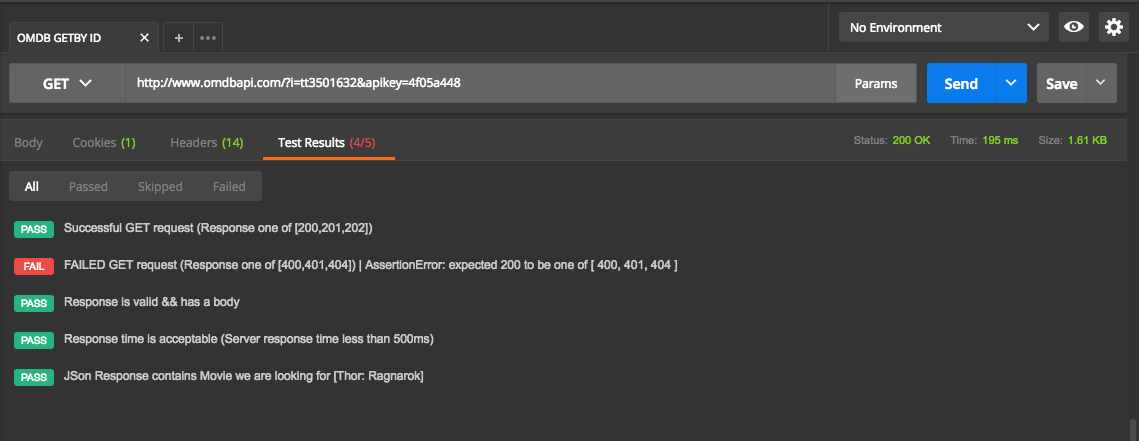 OMDB GETBY ID
No Environment
GET http://www.omdbapi.com/?i=tt3501632&apikey=4f05a448 Params Send Save
Body Cookies (1) Headers (14) Test Results (4/5) Status: 200 OK Time: 195 ms Size: 1.61 KB
All Passed Skipped Failed
PASS Successful GET request (Response one of [200,201,202])
FAIL FAILED GET request (Response one of [400,401,404]) | AssertionError: expected 200 to be one of [ 400, 401, 404 ]
PASS Response is valid && has a body
PASS Response time is acceptable (Server response time less than 500ms)
PASS JSon Response contains Movie we are looking for [Thor: Ragnarok]